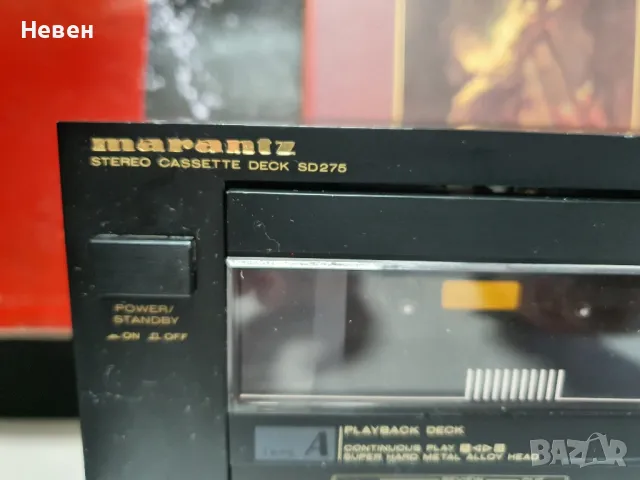 Невен
marantz
STEREO CASSETTE DECK SD275
POWER/
STANDBY
ON OFF
A
PLAYBACK DECK
CONTINUOUS PLAY
SUPER HARD METAL ALLOY HEAD
BAZAR
bg